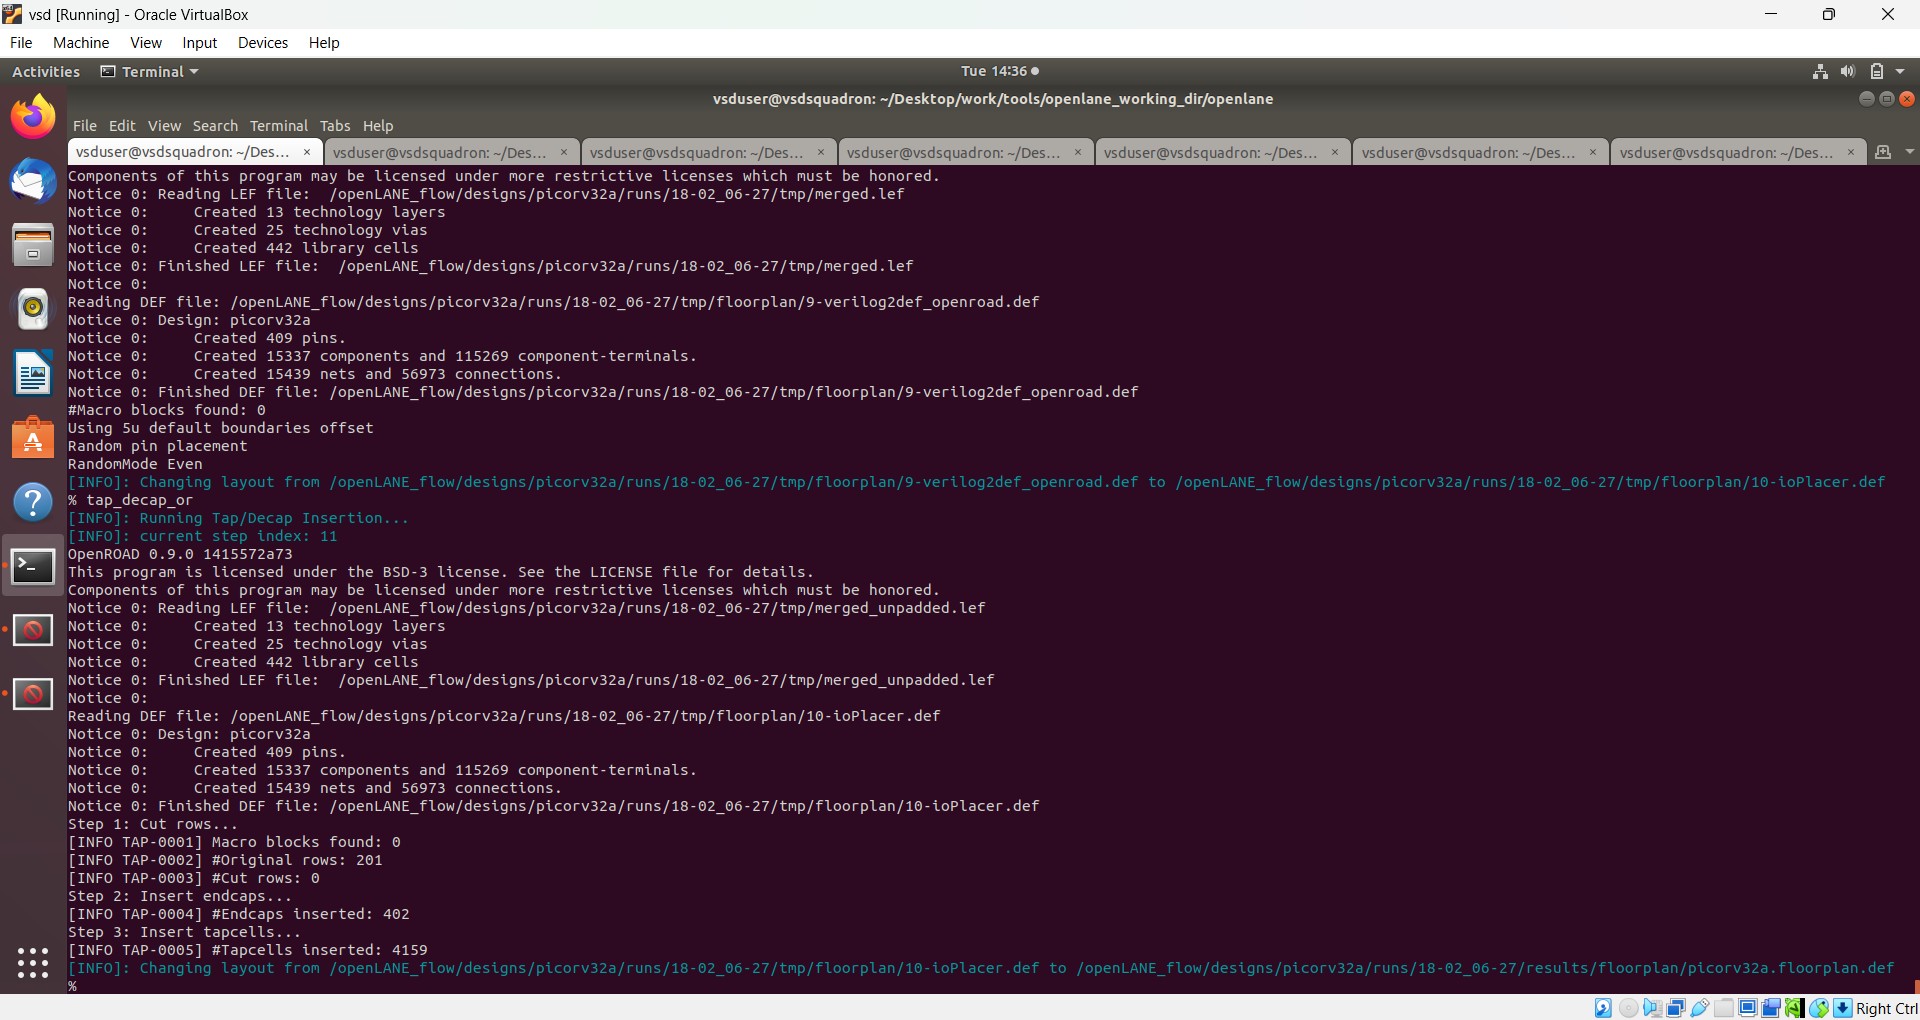 vsd [Running] - Oracle VirtualBox
File Machine View Input Devices Help
Activities Terminal Tue 14:36
vsduser@vsdsquadron: ~/Desktop/work/tools/openlane_working_dir/openlane
File Edit View Search Terminal Tabs Help
vsduser@vsdsquadron: ~/Des... × vsduser@vsdsquadron: ~/Des... × vsduser@vsdsquadron: ~/Des... × vsduser@vsdsquadron: ~/Des... × vsduser@vsdsquadron: ~/Des... × vsduser@vsdsquadron: ~/Des... × vsduser@vsdsquadron: ~/Des... ×
Components of this program may be licensed under more restrictive licenses which must be honored.
Notice 0: Reading LEF file:  /openLANE_flow/designs/picorv32a/runs/18-02_06-27/tmp/merged.lef
Notice 0:     Created 13 technology layers
Notice 0:     Created 25 technology vias
Notice 0:     Created 442 library cells
Notice 0: Finished LEF file:  /openLANE_flow/designs/picorv32a/runs/18-02_06-27/tmp/merged.lef
Notice 0:
Reading DEF file: /openLANE_flow/designs/picorv32a/runs/18-02_06-27/tmp/floorplan/9-verilog2def_openroad.def
Notice 0: Design: picorv32a
Notice 0:     Created 409 pins.
Notice 0:     Created 15337 components and 115269 component-terminals.
Notice 0:     Created 15439 nets and 56973 connections.
Notice 0: Finished DEF file: /openLANE_flow/designs/picorv32a/runs/18-02_06-27/tmp/floorplan/9-verilog2def_openroad.def
#Macro blocks found: 0
Using 5u default boundaries offset
Random pin placement
RandomMode Even
[INFO]: Changing layout from /openLANE_flow/designs/picorv32a/runs/18-02_06-27/tmp/floorplan/9-verilog2def_openroad.def to /openLANE_flow/designs/picorv32a/runs/18-02_06-27/tmp/floorplan/10-ioPlacer.def
% tap_decap_or
[INFO]: Running Tap/Decap Insertion...
[INFO]: current step index: 11
OpenROAD 0.9.0 1415572a73
This program is licensed under the BSD-3 license. See the LICENSE file for details.
Components of this program may be licensed under more restrictive licenses which must be honored.
Notice 0: Reading LEF file:  /openLANE_flow/designs/picorv32a/runs/18-02_06-27/tmp/merged_unpadded.lef
Notice 0:     Created 13 technology layers
Notice 0:     Created 25 technology vias
Notice 0:     Created 442 library cells
Notice 0: Finished LEF file:  /openLANE_flow/designs/picorv32a/runs/18-02_06-27/tmp/merged_unpadded.lef
Notice 0:
Reading DEF file: /openLANE_flow/designs/picorv32a/runs/18-02_06-27/tmp/floorplan/10-ioPlacer.def
Notice 0: Design: picorv32a
Notice 0:     Created 409 pins.
Notice 0:     Created 15337 components and 115269 component-terminals.
Notice 0:     Created 15439 nets and 56973 connections.
Notice 0: Finished DEF file: /openLANE_flow/designs/picorv32a/runs/18-02_06-27/tmp/floorplan/10-ioPlacer.def
Step 1: Cut rows...
[INFO TAP-0001] Macro blocks found: 0
[INFO TAP-0002] #Original rows: 201
[INFO TAP-0003] #Cut rows: 0
Step 2: Insert endcaps...
[INFO TAP-0004] #Endcaps inserted: 402
Step 3: Insert tapcells...
[INFO TAP-0005] #Tapcells inserted: 4159
[INFO]: Changing layout from /openLANE_flow/designs/picorv32a/runs/18-02_06-27/tmp/floorplan/10-ioPlacer.def to /openLANE_flow/designs/picorv32a/runs/18-02_06-27/results/floorplan/picorv32a.floorplan.def
%
Right Ctrl